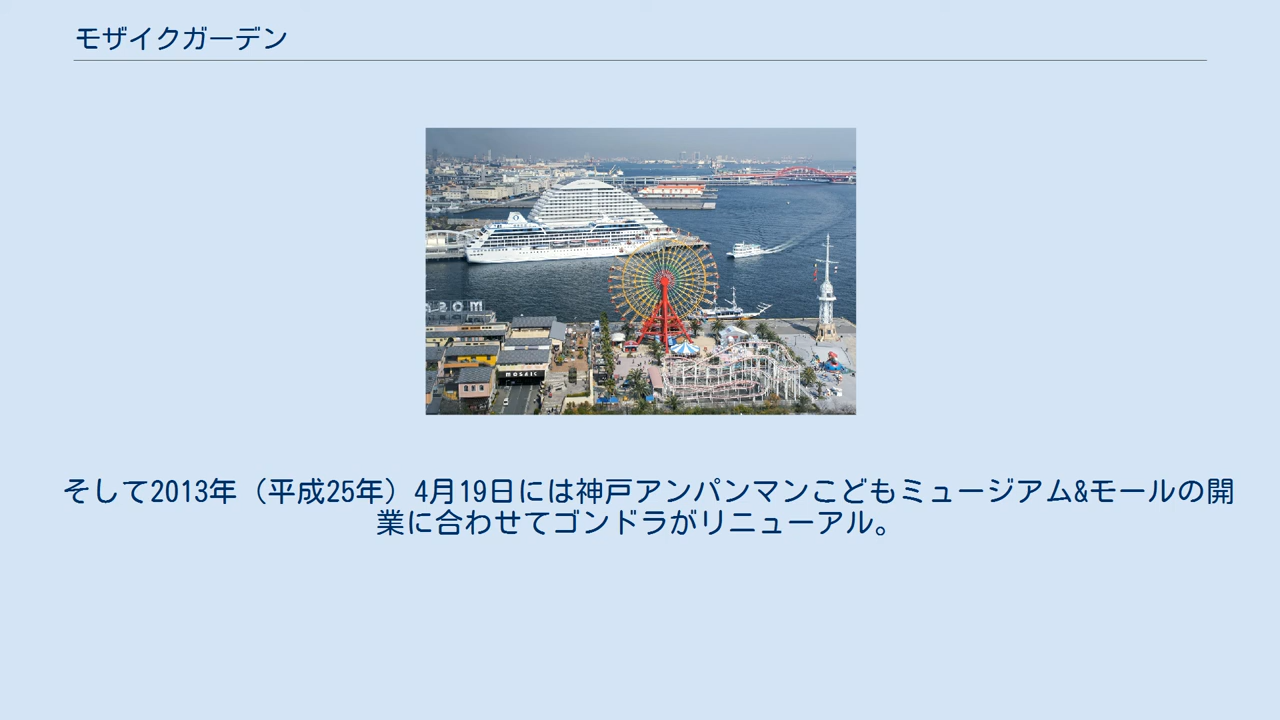 モザイクガーデン
mosa
MOSAIC
そして2013年（平成25年）4月19日には神戸アンパンマンこどもミュージアム&モールの開
業に合わせてゴンドラがリニューアル。